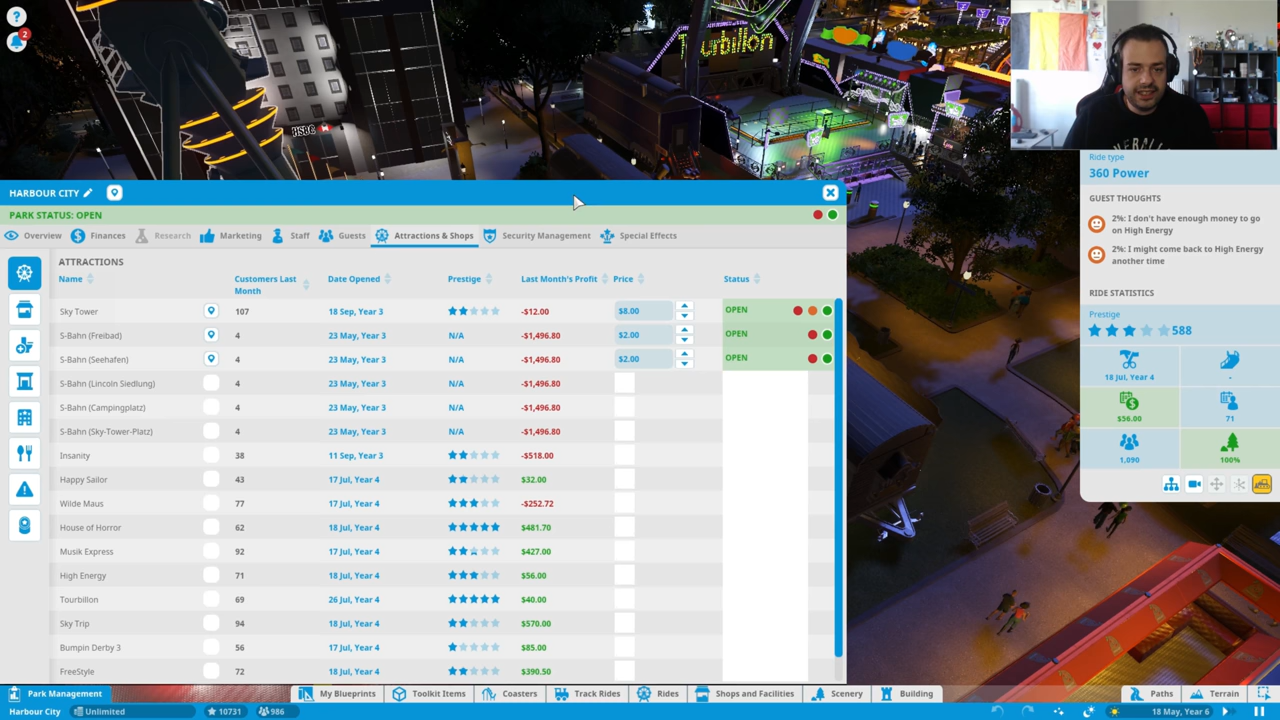 ?
2
HSBC
Tourbillon
HARBOUR CITY
PARK STATUS: OPEN
Overview Finances Research Marketing Staff Guests Attractions & Shops Security Management Special Effects
ATTRACTIONS
Name Customers Last Month Date Opened Prestige Last Month's Profit Price Status
Sky Tower 107 18 Sep, Year 3 -$12.00 $8.00 OPEN
S-Bahn (Freibad) 4 23 May, Year 3 N/A -$1,496.80 $2.00 OPEN
S-Bahn (Seehafen) 4 23 May, Year 3 N/A -$1,496.80 $2.00 OPEN
S-Bahn (Lincoln Siedlung) 4 23 May, Year 3 N/A -$1,496.80
S-Bahn (Campingplatz) 4 23 May, Year 3 N/A -$1,496.80
S-Bahn (Sky-Tower-Platz) 4 23 May, Year 3 N/A -$1,496.80
Insanity 38 11 Sep, Year 3 -$518.00
Happy Sailor 43 17 Jul, Year 4 $32.00
Wilde Maus 77 17 Jul, Year 4 -$252.72
House of Horror 62 18 Jul, Year 4 $481.70
Musik Express 92 17 Jul, Year 4 $427.00
High Energy 71 18 Jul, Year 4 $56.00
Tourbillon 69 26 Jul, Year 4 $40.00
Sky Trip 94 18 Jul, Year 4 $570.00
Bumpin Derby 3 56 17 Jul, Year 4 $85.00
FreeStyle 72 18 Jul, Year 4 $390.50
Ride type
360 Power
GUEST THOUGHTS
2%: I don't have enough money to go
on High Energy
2%: I might come back to High Energy
another time
RIDE STATISTICS
Prestige
588
18 Jul, Year 4 -
$56.00 71
1,090 100%
Park Management My Blueprints Toolkit Items Coasters Track Rides Rides Shops and Facilities Scenery Building Paths Terrain
Harbour City Unlimited 10731 986 18 May, Year 6